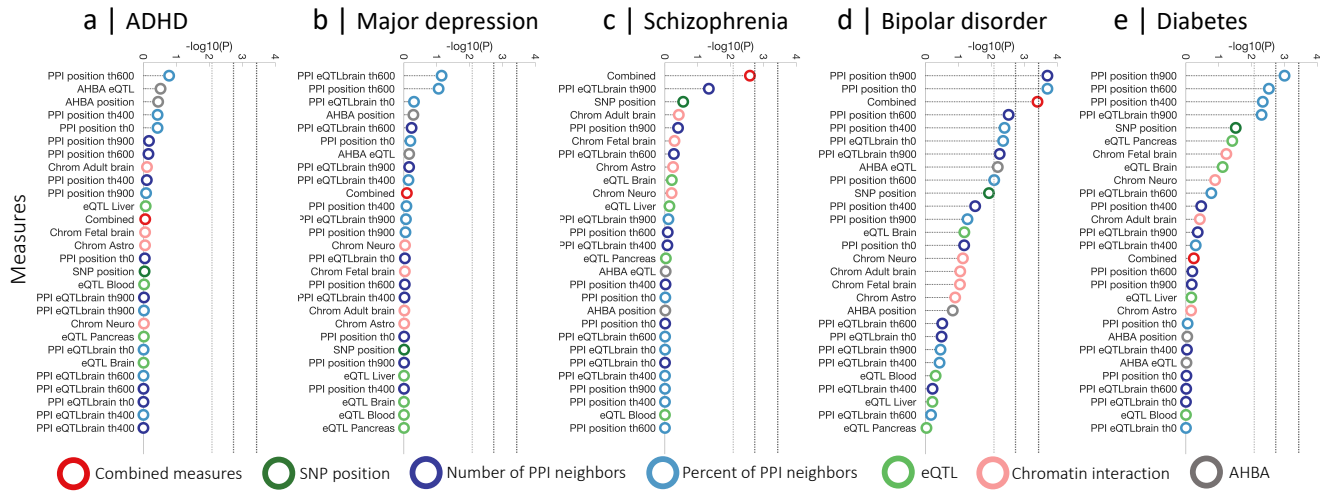 a | ADHD
-log10(P)
0 1 2 3 4
PPI position th600
AHBA eQTL
AHBA position
PPI position th400
PPI position th0
PPI position th900
PPI position th600
Chrom Adult brain
PPI position th400
PPI position th900
eQTL Liver
Combined
Chrom Fetal brain
Chrom Astro
PPI position th0
SNP position
eQTL Blood
PPI eQTLbrain th900
PPI eQTLbrain th900
Chrom Neuro
eQTL Pancreas
PPI eQTLbrain th0
eQTL Brain
PPI eQTLbrain th600
PPI eQTLbrain th600
PPI eQTLbrain th0
PPI eQTLbrain th400
PPI eQTLbrain th400
Measures
b | Major depression
-log10(P)
0 1 2 3 4
PPI eQTLbrain th600
PPI position th600
PPI eQTLbrain th0
AHBA position
PPI eQTLbrain th600
PPI position th0
AHBA eQTL
PPI eQTLbrain th900
PPI eQTLbrain th400
Combined
PPI position th400
PPI eQTLbrain th900
PPI position th900
Chrom Neuro
PPI eQTLbrain th0
Chrom Fetal brain
PPI position th600
PPI eQTLbrain th400
Chrom Adult brain
Chrom Astro
PPI position th0
SNP position
PPI position th900
eQTL Liver
PPI position th400
eQTL Brain
eQTL Blood
eQTL Pancreas
c | Schizophrenia
-log10(P)
0 1 2 3 4
Combined
PPI eQTLbrain th900
SNP position
Chrom Adult brain
PPI position th900
Chrom Fetal brain
PPI eQTLbrain th600
Chrom Astro
eQTL Brain
Chrom Neuro
eQTL Liver
PPI eQTLbrain th900
PPI position th600
PPI eQTLbrain th400
eQTL Pancreas
AHBA eQTL
PPI position th400
PPI position th0
AHBA position
PPI position th0
PPI eQTLbrain th600
PPI eQTLbrain th0
PPI eQTLbrain th0
PPI eQTLbrain th400
PPI position th900
PPI position th400
eQTL Blood
PPI position th600
d | Bipolar disorder
-log10(P)
0 1 2 3 4
PPI position th900
PPI position th0
Combined
PPI position th600
PPI position th400
PPI eQTLbrain th0
PPI eQTLbrain th900
AHBA eQTL
PPI position th600
SNP position
PPI position th400
PPI position th900
eQTL Brain
PPI position th0
Chrom Neuro
Chrom Adult brain
Chrom Fetal brain
Chrom Astro
AHBA position
PPI eQTLbrain th600
PPI eQTLbrain th0
PPI eQTLbrain th900
PPI eQTLbrain th400
eQTL Blood
PPI eQTLbrain th400
eQTL Liver
PPI eQTLbrain th600
eQTL Pancreas
e | Diabetes
-log10(P)
0 1 2 3 4
PPI position th900
PPI position th600
PPI position th400
PPI eQTLbrain th900
SNP position
eQTL Pancreas
Chrom Fetal brain
eQTL Brain
Chrom Neuro
PPI eQTLbrain th600
PPI position th400
Chrom Adult brain
PPI eQTLbrain th900
PPI eQTLbrain th400
Combined
PPI position th600
PPI position th900
eQTL Liver
Chrom Astro
PPI position th0
AHBA position
PPI eQTLbrain th400
AHBA eQTL
PPI position th0
PPI eQTLbrain th600
PPI eQTLbrain th0
eQTL Blood
PPI eQTLbrain th0
Combined measures
SNP position
Number of PPI neighbors
Percent of PPI neighbors
eQTL
Chromatin interaction
AHBA